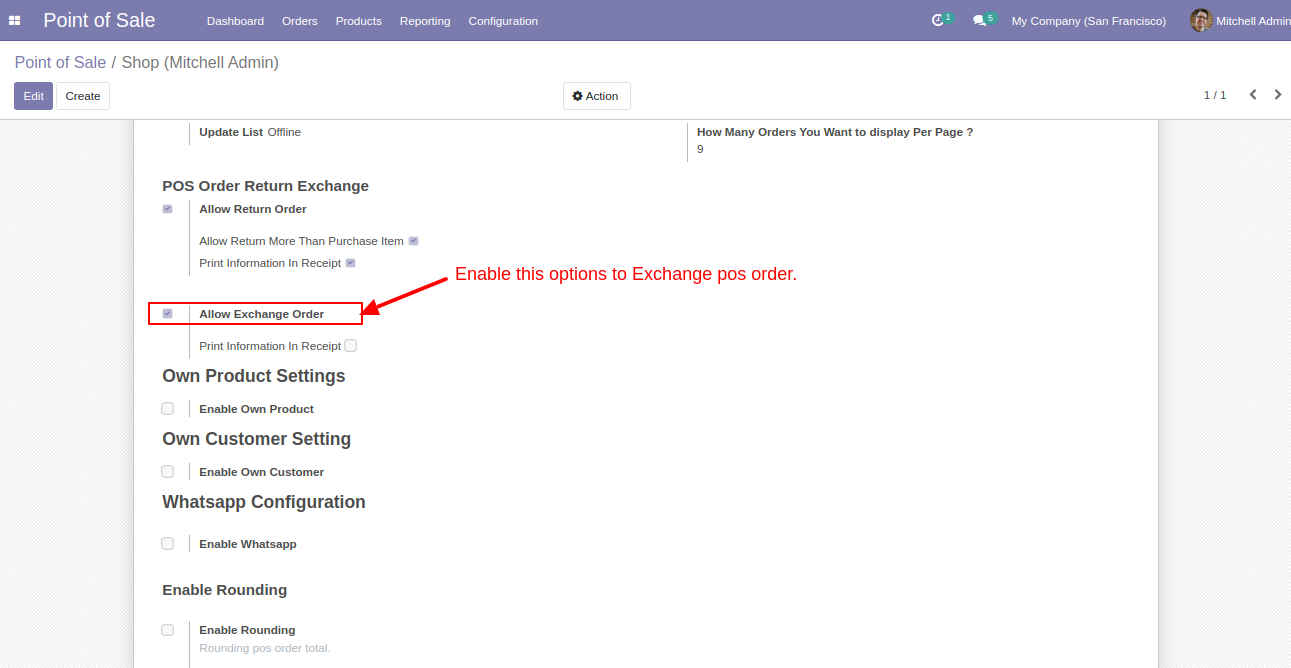 Point of Sale Dashboard Orders Products Reporting Configuration 1 5 My Company (San Francisco) Mitchell Admin
Point of Sale / Shop (Mitchell Admin)
Edit Create Action 1 / 1
Update List Offline How Many Orders You Want to display Per Page ?
9
POS Order Return Exchange
Allow Return Order
Allow Return More Than Purchase Item
Print Information In Receipt
Enable this options to Exchange pos order.
Allow Exchange Order
Print Information In Receipt
Own Product Settings
Enable Own Product
Own Customer Setting
Enable Own Customer
Whatsapp Configuration
Enable Whatsapp
Enable Rounding
Enable Rounding
Rounding pos order total.